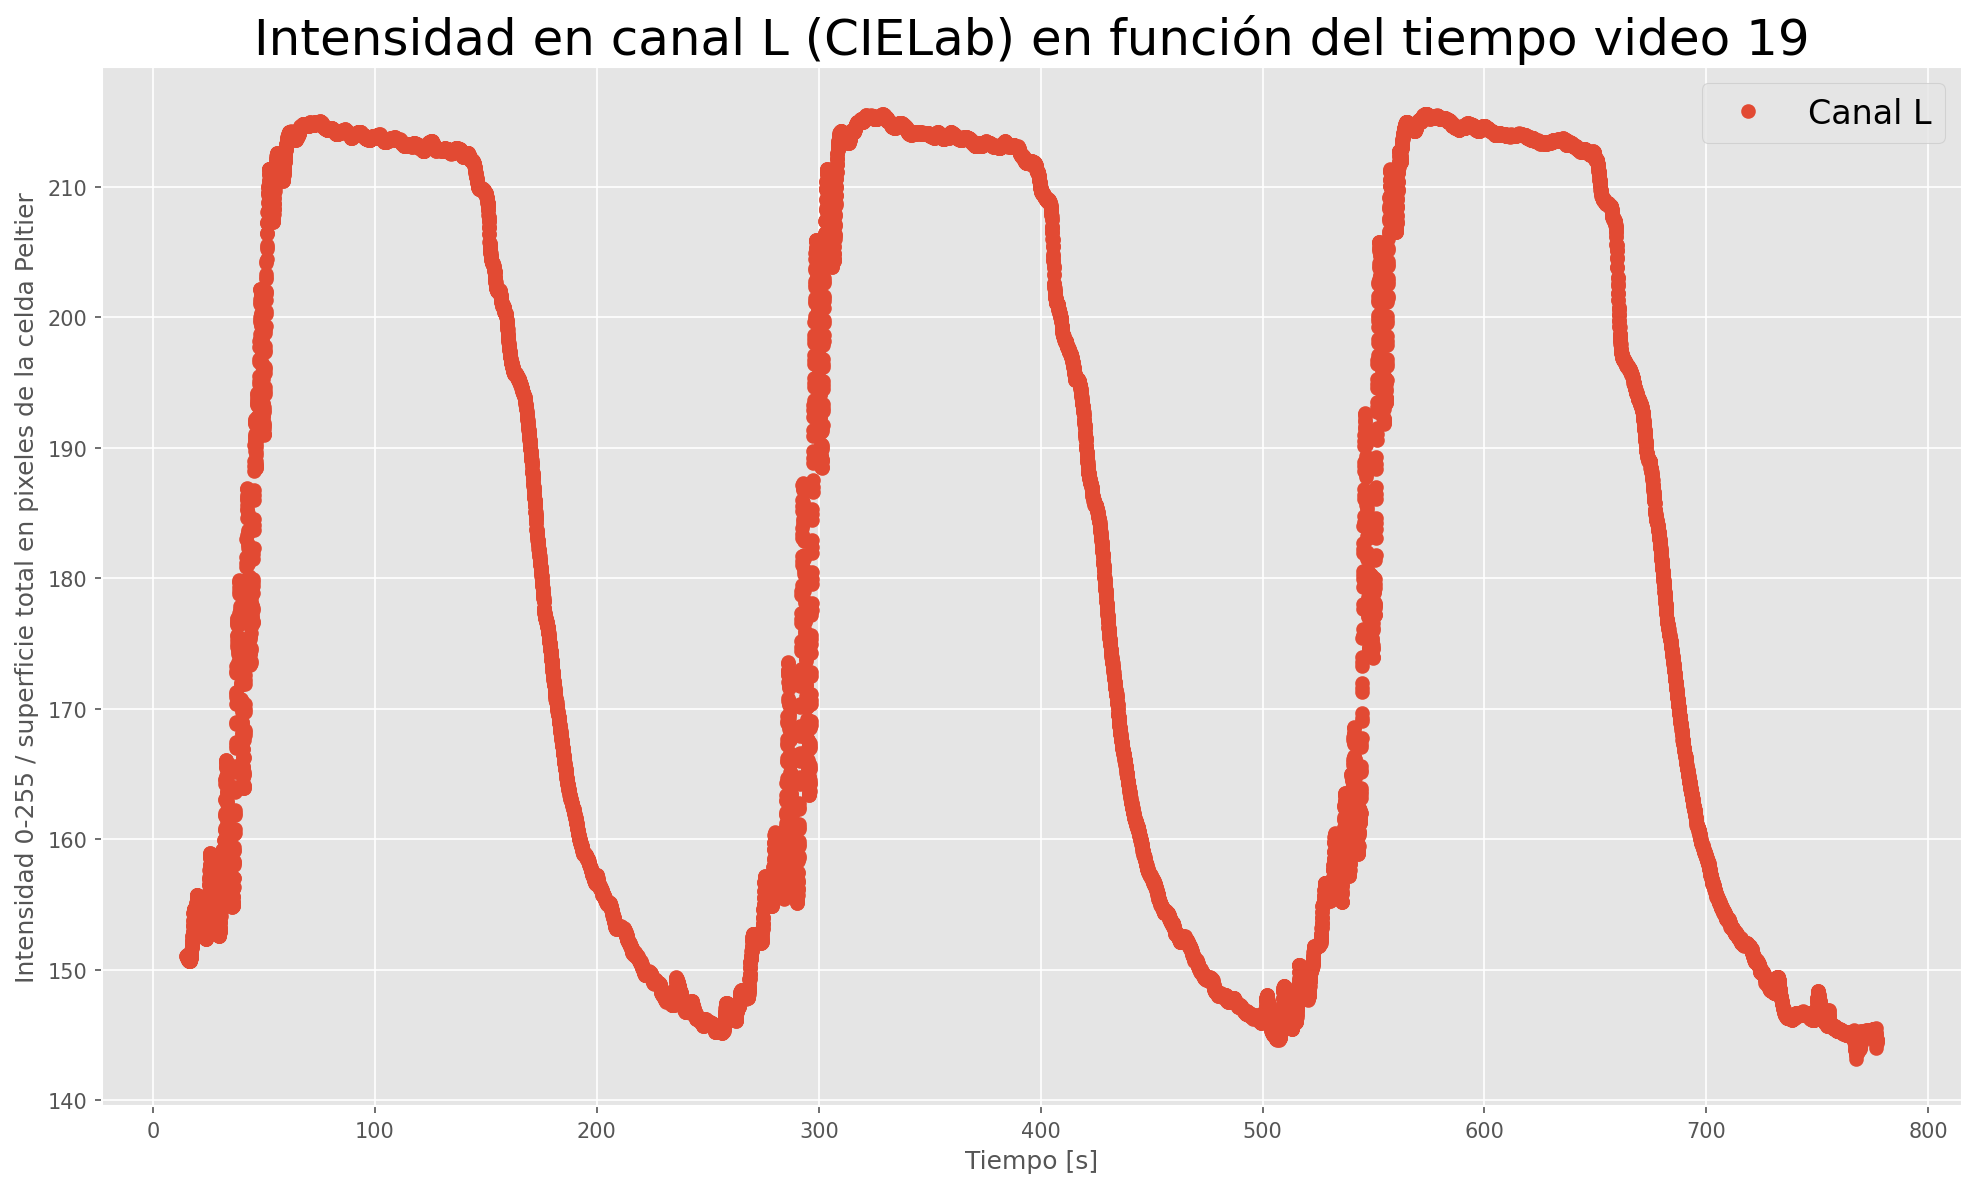 Intensidad en canal L (CIELab) en función del tiempo video 19
Canal L
Intensidad 0-255 / superficie total en pixeles de la celda Peltier
210
200
190
180
170
160
150
140
0 100 200 300 400 500 600 700 800
Tiempo [s]